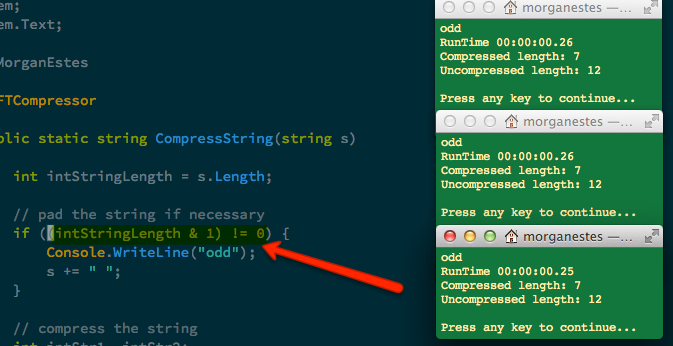 em;
em.Text;
MorganEstes
FTCompressor
blic static string CompressString(string s)
int intStringLength = s.Length;
// pad the string if necessary
if ((intStringLength & 1) != 0) {
Console.WriteLine("odd");
s += " ";
}
// compress the string
int intStr1, intStr2;
morganestes —...
odd
RunTime 00:00:00.26
Compressed length: 7
Uncompressed length: 12
Press any key to continue...
morganestes —...
odd
RunTime 00:00:00.26
Compressed length: 7
Uncompressed length: 12
Press any key to continue...
morganestes —...
odd
RunTime 00:00:00.25
Compressed length: 7
Uncompressed length: 12
Press any key to continue...